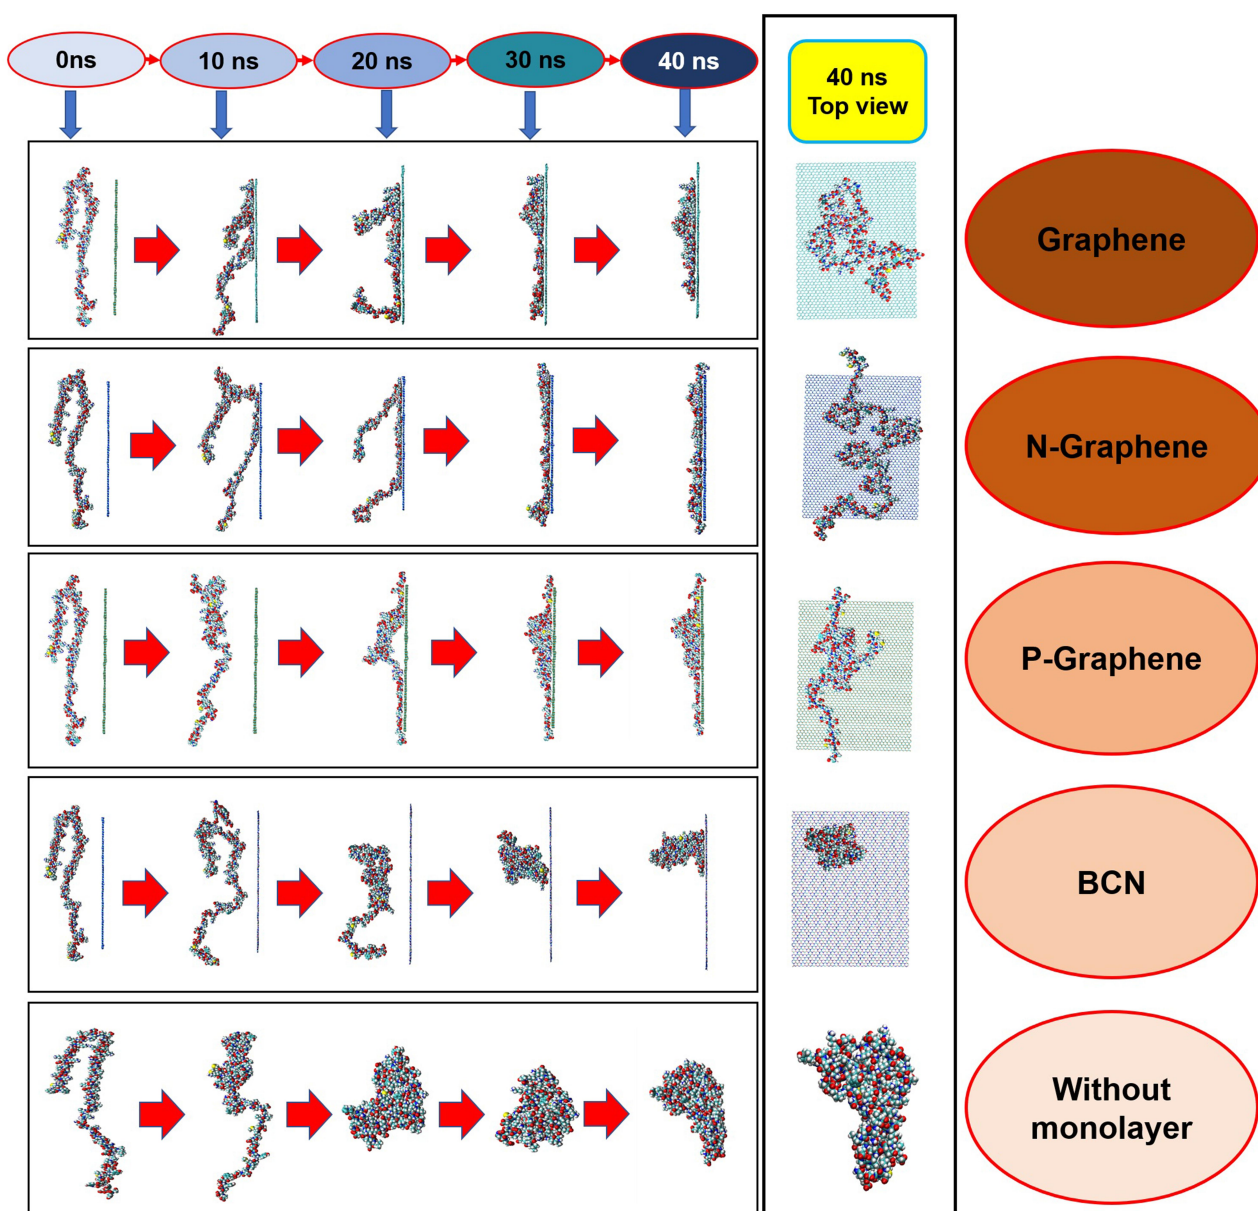 0ns
10 ns
20 ns
30 ns
40 ns
40 ns
Top view
Graphene
N-Graphene
P-Graphene
BCN
Without
monolayer